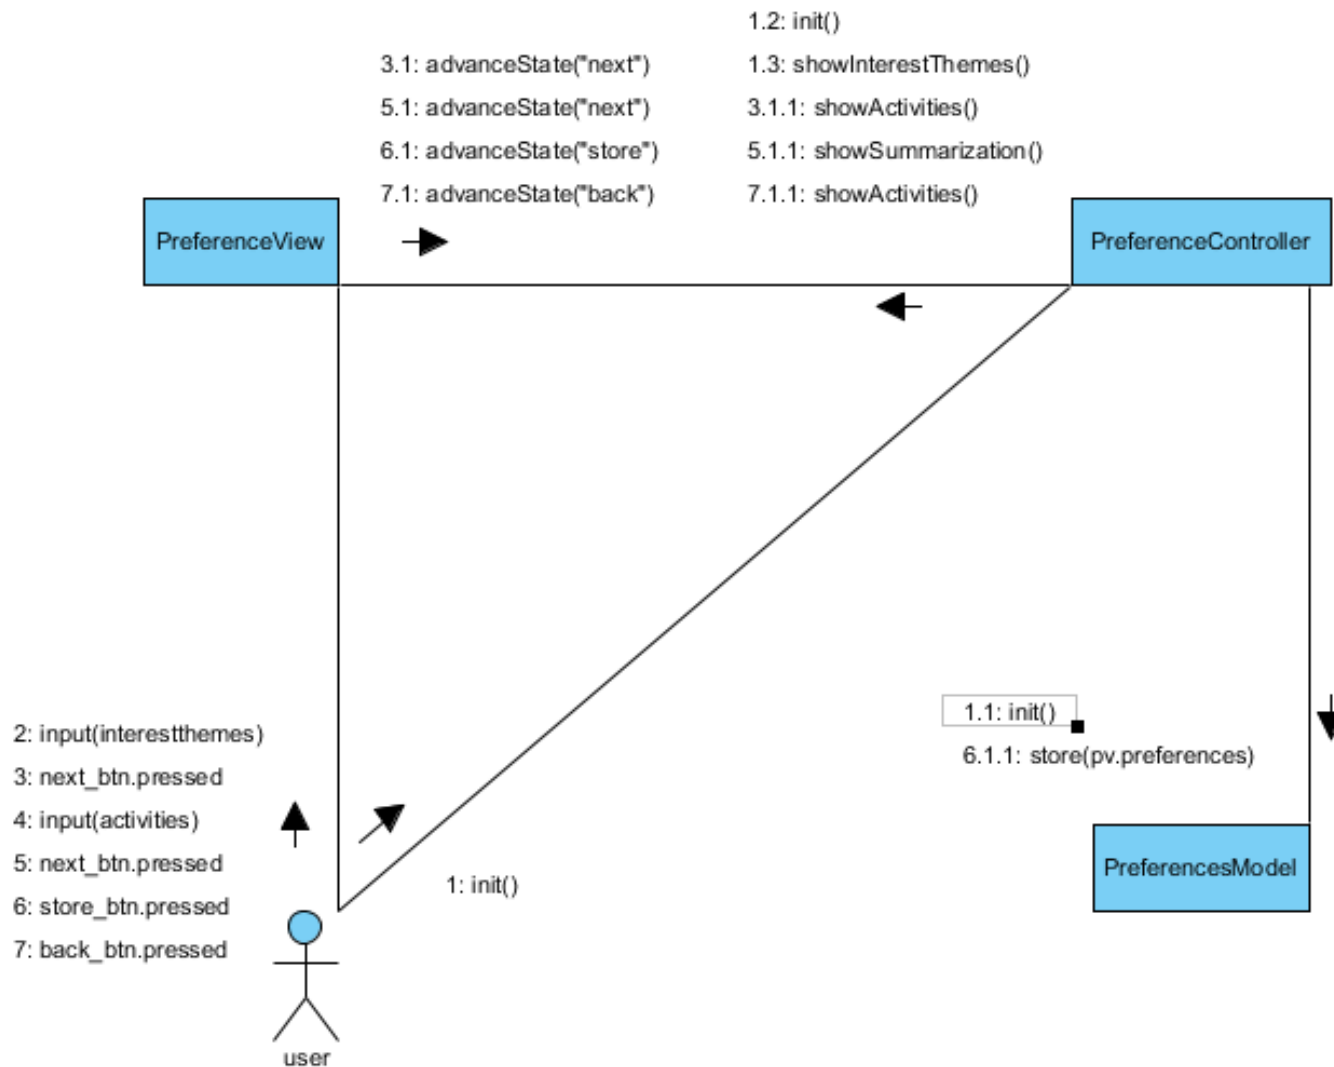 1.2: init()
3.1: advanceState("next")
1.3: showInterestThemes()
5.1: advanceState("next")
3.1.1: showActivities()
6.1: advanceState("store")
5.1.1: showSummarization()
7.1: advanceState("back")
7.1.1: showActivities()
PreferenceView
PreferenceController
1.1: init()
2: input(interestthemes)
6.1.1: store(pv.preferences)
3: next_btn.pressed
4: input(activities)
5: next_btn.pressed
PreferencesModel
1: init()
6: store_btn.pressed
7: back_btn.pressed
user